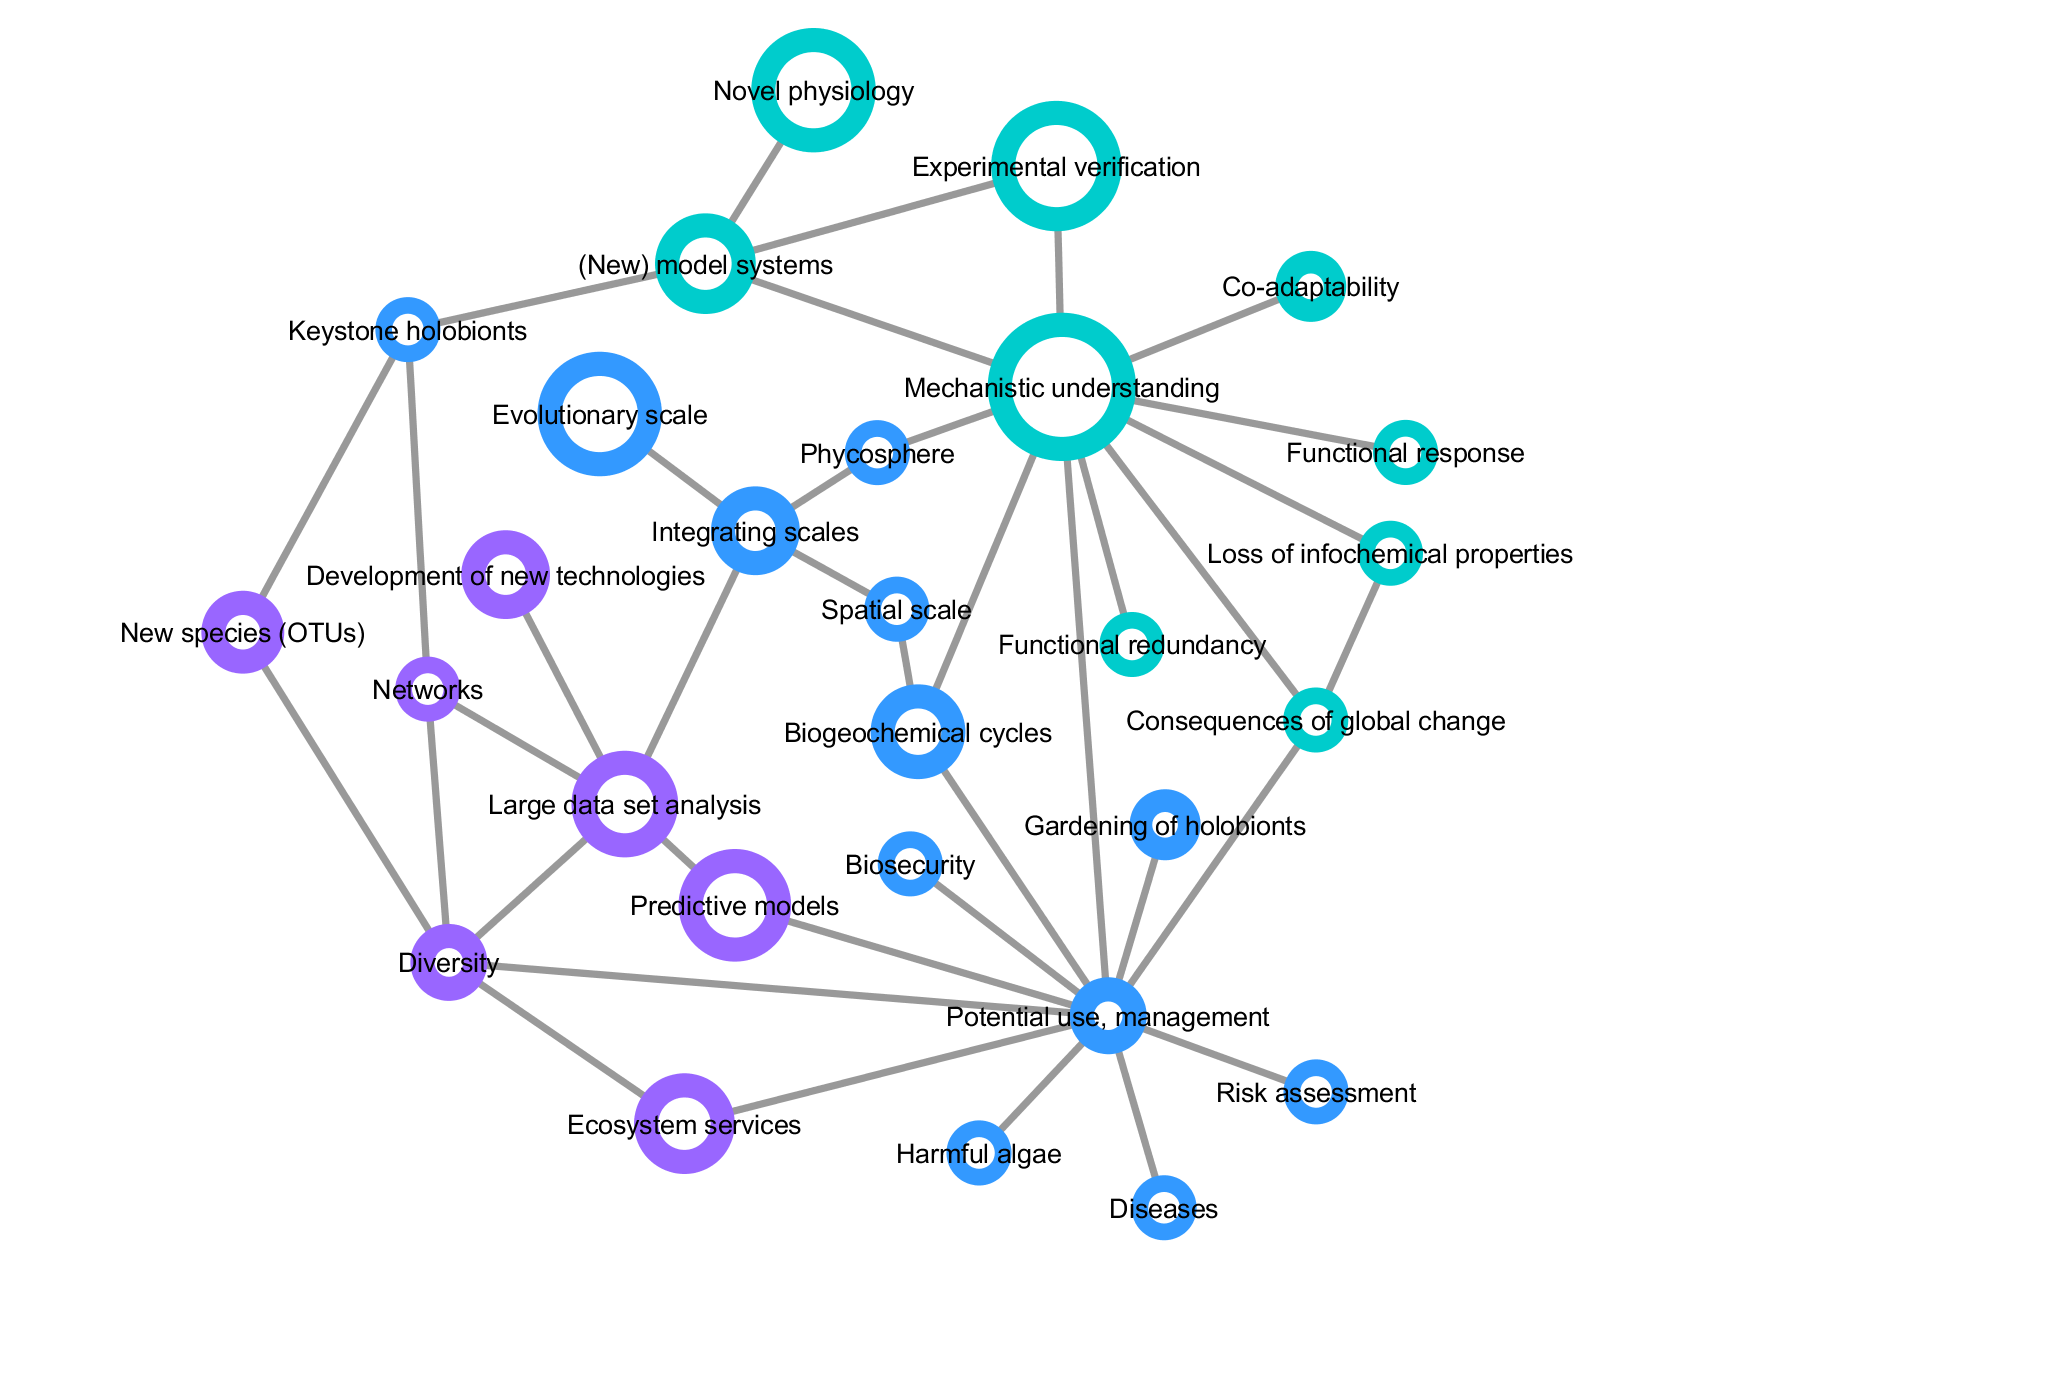 Novel physiology
Experimental verification
(New) model systems
Co-adaptability
Keystone holobionts
Mechanistic understanding
Evolutionary scale
Phycosphere
Functional response
Integrating scales
Loss of infochemical properties
Development of new technologies
Spatial scale
New species (OTUs)
Functional redundancy
Networks
Consequences of global change
Biogeochemical cycles
Large data set analysis
Gardening of holobionts
Biosecurity
Predictive models
Diversity
Potential use, management
Risk assessment
Ecosystem services
Harmful algae
Diseases